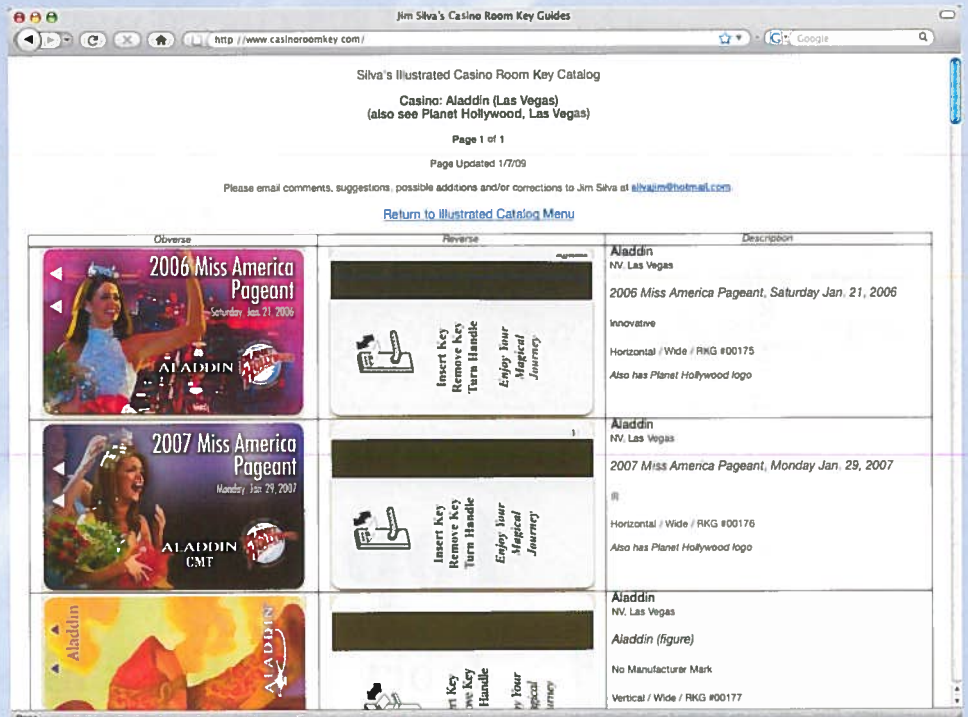 Jim Silva's Casino Room Key Guides
http //www.casinoroomkey com/
Google
Silva's Illustrated Casino Room Key Catalog
Casino: Aladdin (Las Vegas)
(also see Planet Hollywood, Las Vegas)
Page 1 of 1
Page Updated 1/7/09
Please email comments, suggestions, possible additions and/or corrections to Jim Silva at silvajim@hotmail.com
Return to Illustrated Catalog Menu
Obverse Reverse Description
2006 Miss America
Pageant
Saturday, Jan. 21, 2006
ALADDIN
Insert Key
Remove Key
Turn Handle
Enjoy Your
Magical
Journey
Aladdin
NV. Las Vegas
2006 Miss America Pageant, Saturday Jan. 21, 2006
Innovative
Horizontal / Wide / RKG #00175
Also has Planet Hollywood logo
2007 Miss America
Pageant
Monday Jan 29, 2007
ALADDIN
CMT
Insert Key
Remove Key
Turn Handle
Enjoy Your
Magical
Journey
Aladdin
NV. Las Vegas
2007 Miss America Pageant, Monday Jan. 29, 2007
Horizontal / Wide / RKG #00176
Also has Planet Hollywood logo
Aladdin
ALADDIN
rt Key
ve Key
Handle
y Your
agical
urney
Aladdin
NV. Las Vegas
Aladdin (figure)
No Manufacturer Mark
Vertical / Wide / RKG #00177